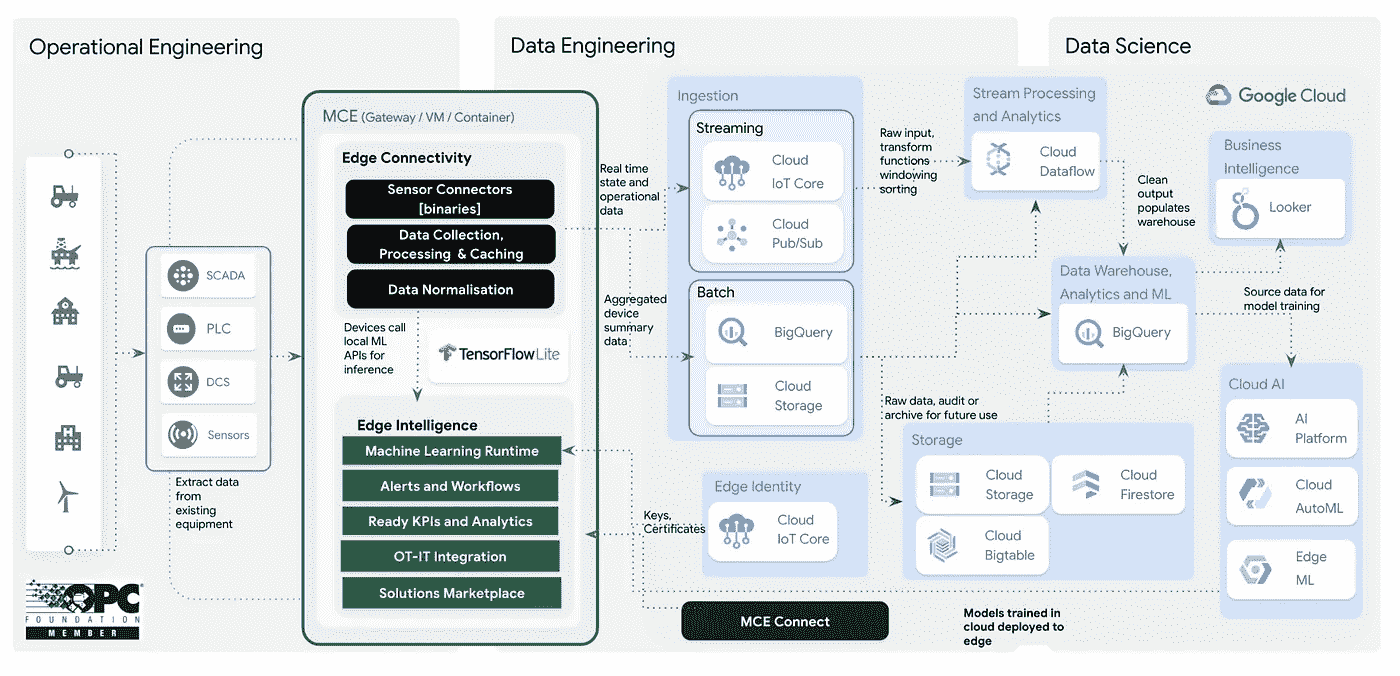 Operational Engineering
Data Engineering
Data Science
SCADA
PLC
DCS
Sensors
Extract data
from
existing
equipment
OPC
FOUNDATION
MEMBER
MCE (Gateway / VM / Container)
Edge Connectivity
Sensor Connectors
[binaries]
Data Collection,
Processing & Caching
Data Normalisation
Devices call
local ML
APIs for
inference
TensorFlow Lite
Edge Intelligence
Machine Learning Runtime
Alerts and Workflows
Ready KPIs and Analytics
OT-IT Integration
Solutions Marketplace
Real time
state and
operational
data
Aggregated
device
summary
data
Keys,
Certificates
Ingestion
Streaming
Cloud
IoT Core
Cloud
Pub/Sub
Batch
BigQuery
Cloud
Storage
Edge Identity
Cloud
IoT Core
MCE Connect
Raw input,
transform
functions
windowing
sorting
Raw data, audit or
archive for future use
Stream Processing
and Analytics
Cloud
Dataflow
Clean
output
populates
warehouse
Data Warehouse,
Analytics and ML
BigQuery
Storage
Cloud
Storage
Cloud
Firestore
Cloud
Bigtable
Models trained in
cloud deployed to
edge
Google Cloud
Business
Intelligence
Looker
Source data for
model training
Cloud AI
AI
Platform
Cloud
AutoML
Edge
ML